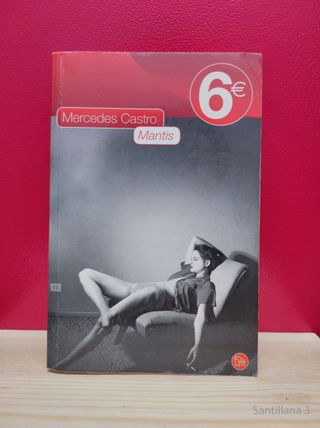 6€
Mercedes Castro
Mantis
Santillana 3